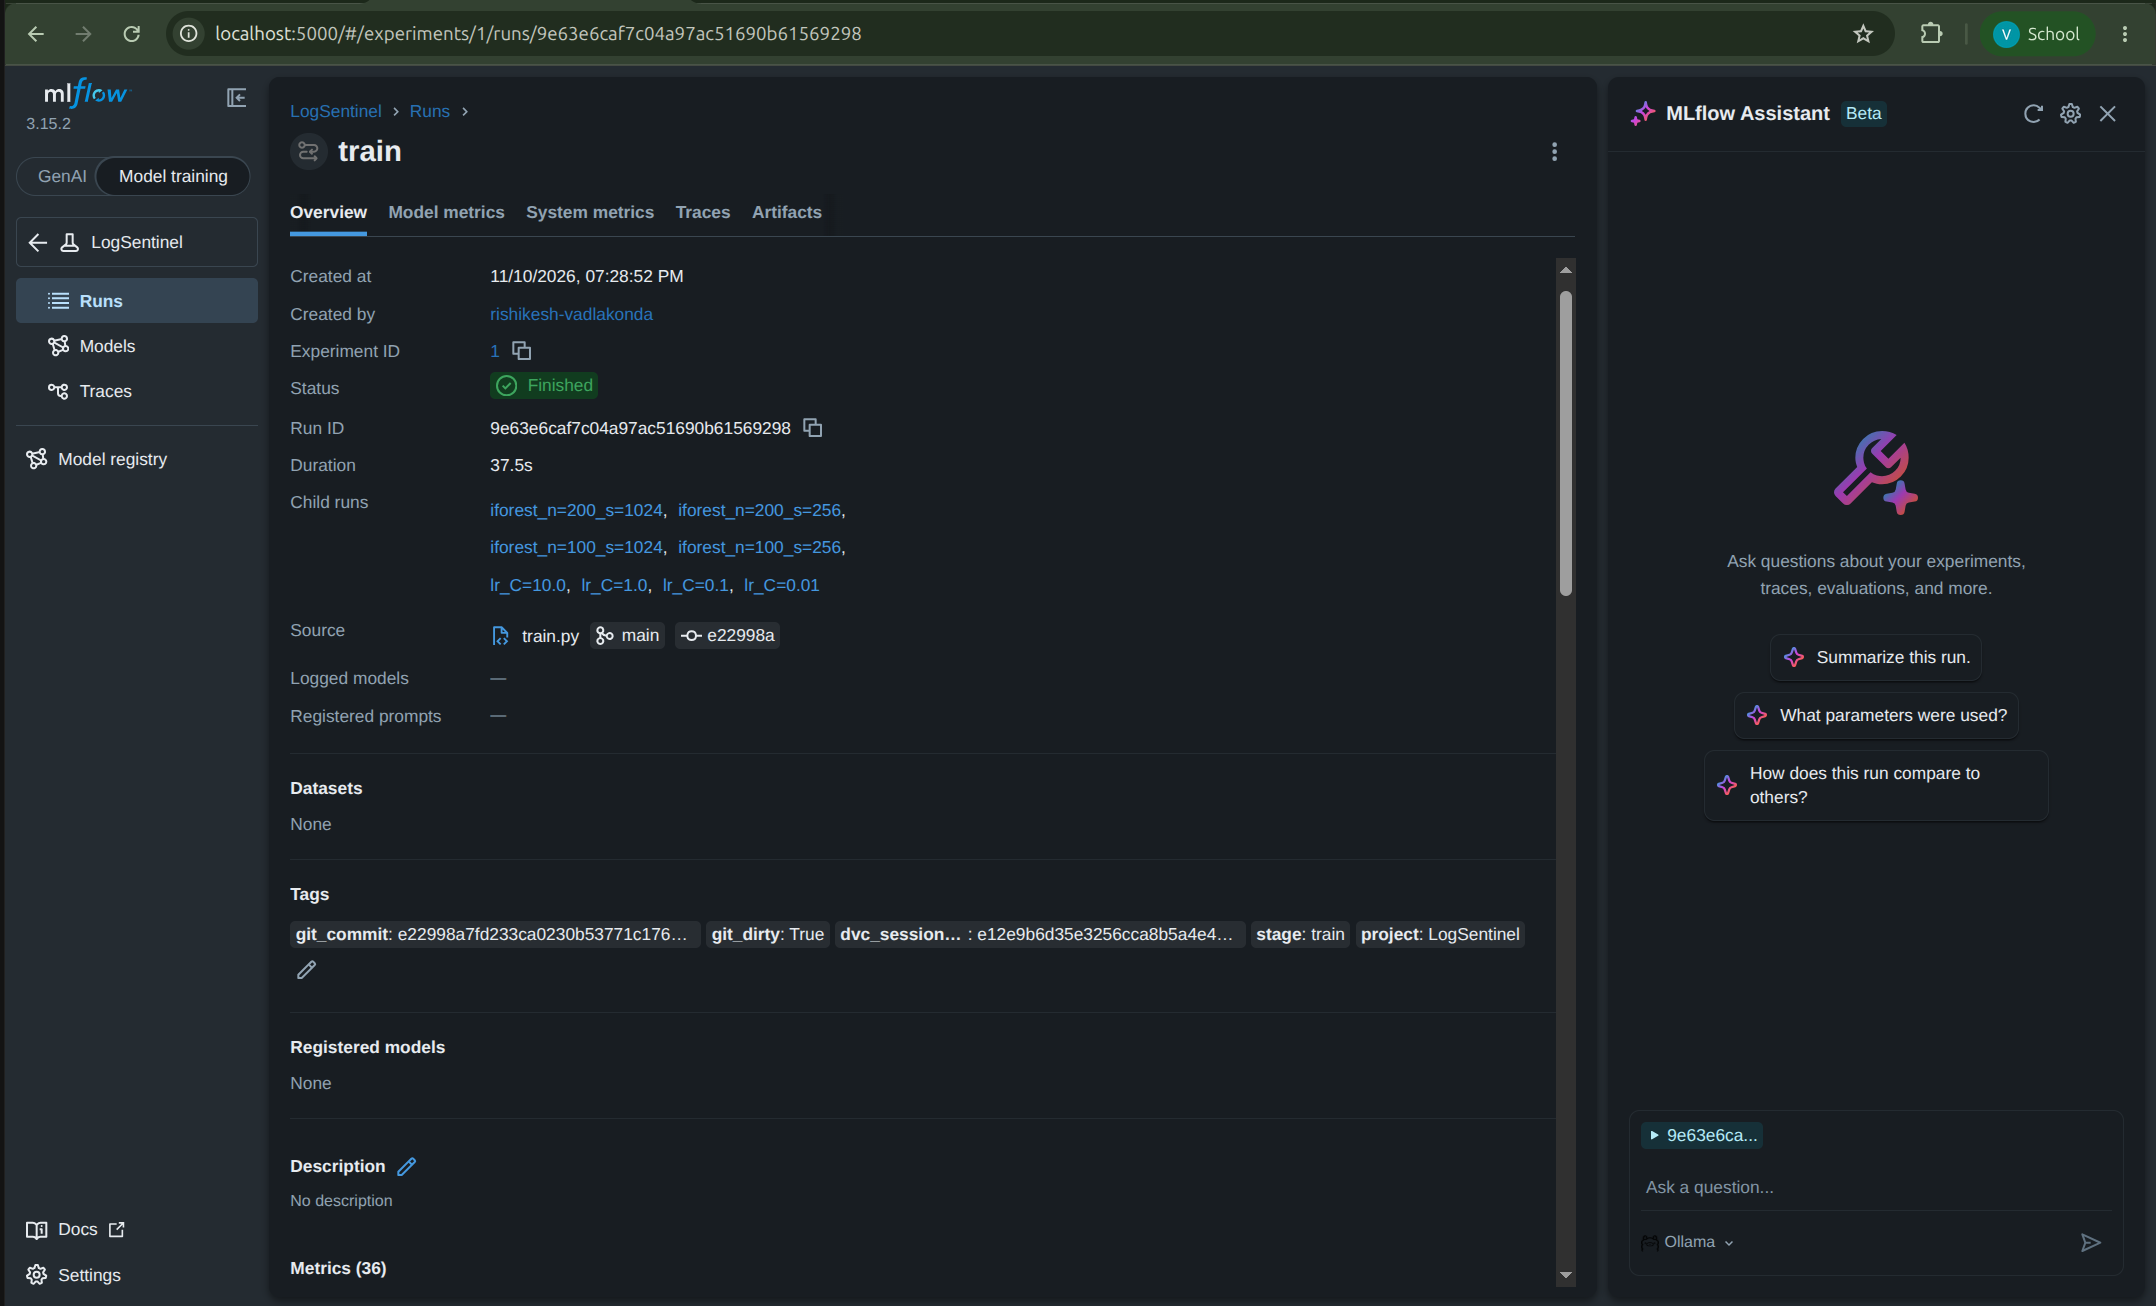 localhost:5000/#/experiments/1/runs/9e63e6caf7c04a97ac51690b61569298
V School
mlflow
3.15.2
GenAI Model training
LogSentinel
Runs
Models
Traces
Model registry
Docs
Settings
LogSentinel > Runs >
train
Overview Model metrics System metrics Traces Artifacts
Created at 11/10/2026, 07:28:52 PM
Created by rishikesh-vadlakonda
Experiment ID 1
Status Finished
Run ID 9e63e6caf7c04a97ac51690b61569298
Duration 37.5s
Child runs iforest_n=200_s=1024, iforest_n=200_s=256,
iforest_n=100_s=1024, iforest_n=100_s=256,
lr_C=10.0, lr_C=1.0, lr_C=0.1, lr_C=0.01
Source train.py main e22998a
Logged models —
Registered prompts —
Datasets
None
Tags
git_commit: e22998a7fd233ca0230b53771c176... git_dirty: True dvc_session... : e12e9b6d35e3256cca8b5a4e4... stage: train project: LogSentinel
Registered models
None
Description
No description
Metrics (36)
MLflow Assistant Beta
Ask questions about your experiments,
traces, evaluations, and more.
Summarize this run.
What parameters were used?
How does this run compare to
others?
9e63e6ca...
Ask a question...
Ollama